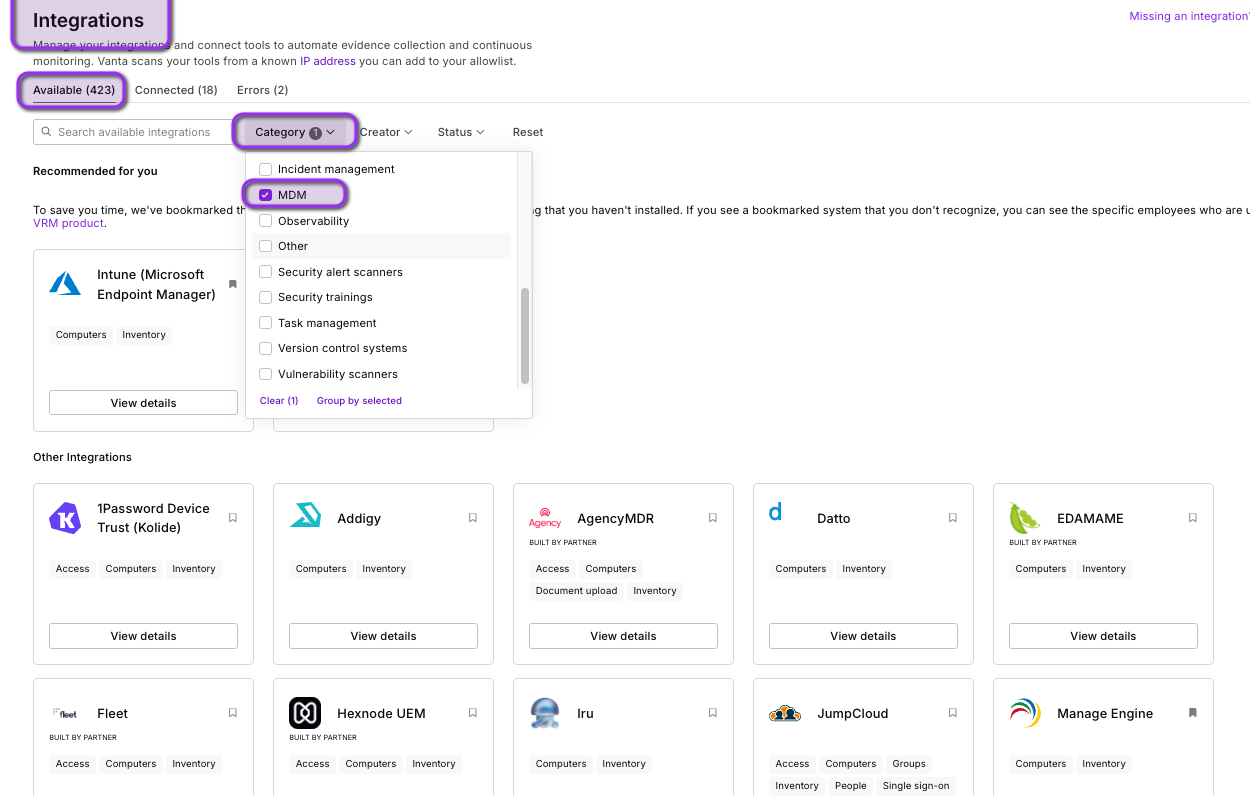 Integrations
Missing an integration?
Manage your integrations and connect tools to automate evidence collection and continuous
monitoring. Vanta scans your tools from a known IP address you can add to your allowlist.
Available (423) Connected (18) Errors (2)
Search available integrations
Category 1 Creator Status Reset
Incident management
MDM
Observability
Other
Security alert scanners
Security trainings
Task management
Version control systems
Vulnerability scanners
Clear (1) Group by selected
Recommended for you
To save you time, we've bookmarked that you haven't installed. If you see a bookmarked system that you don't recognize, you can see the specific employees who are
VRM product.
Intune (Microsoft
Endpoint Manager)
Computers Inventory
View details
Other Integrations
1Password Device
Trust (Kolide)
Access Computers Inventory
View details
Addigy
Computers Inventory
View details
Agency
AgencyMDR
BUILT BY PARTNER
Access Computers
Document upload Inventory
View details
d
Datto
Computers Inventory
View details
EDAMAME
BUILT BY PARTNER
Computers Inventory
View details
fleet
Fleet
BUILT BY PARTNER
Access Computers Inventory
Hexnode UEM
BUILT BY PARTNER
Access Computers Inventory
Iru
Computers Inventory
JumpCloud
Access Computers Groups
Inventory People Single sign-on
Manage Engine
Computers Inventory